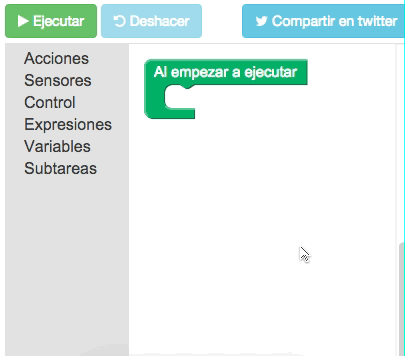 Ejecutar
Deshacer
Compartir en twitter
Acciones
Sensores
Control
Expresiones
Variables
Subtareas
Al empezar a ejecutar